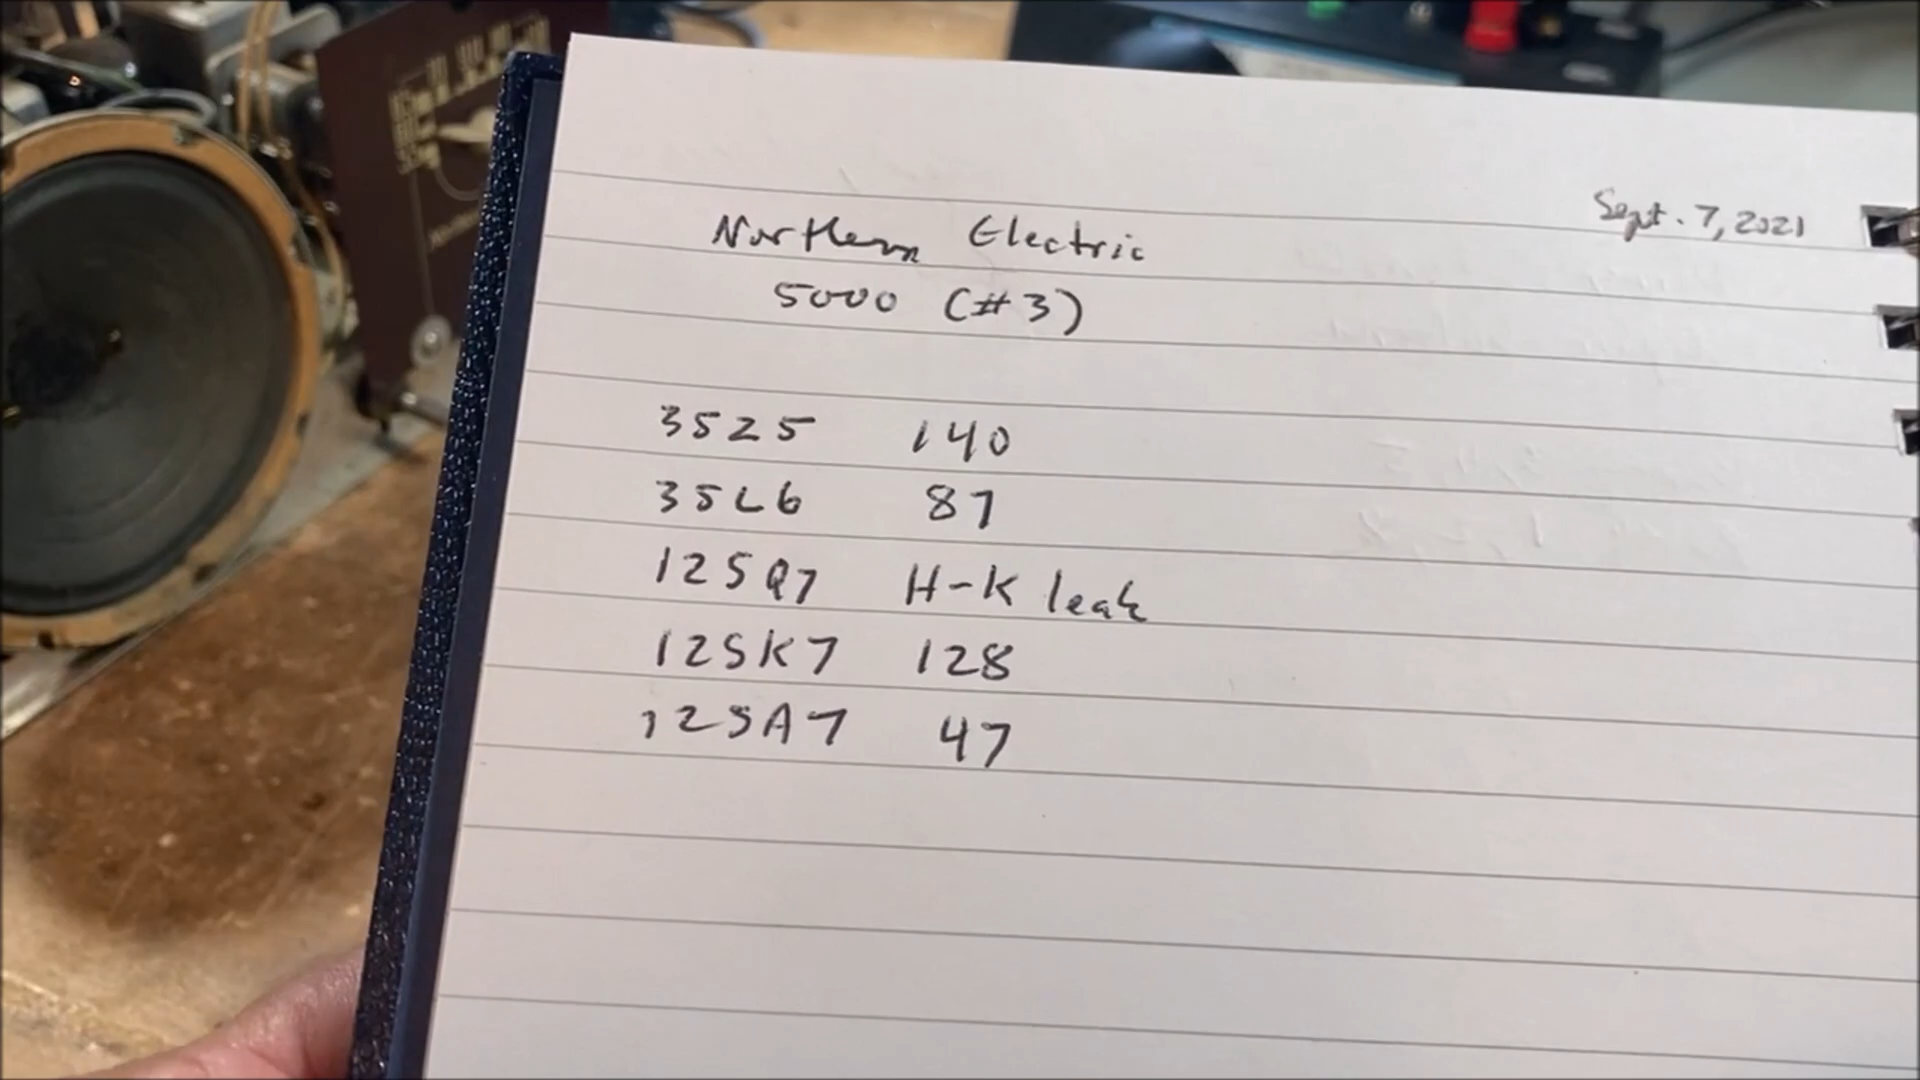 Sept. 7, 2021
Northern Electric
5000 (#3)
35Z5 140
35L6 87
12SQ7 H-K leak
12SK7 128
12SA7 47